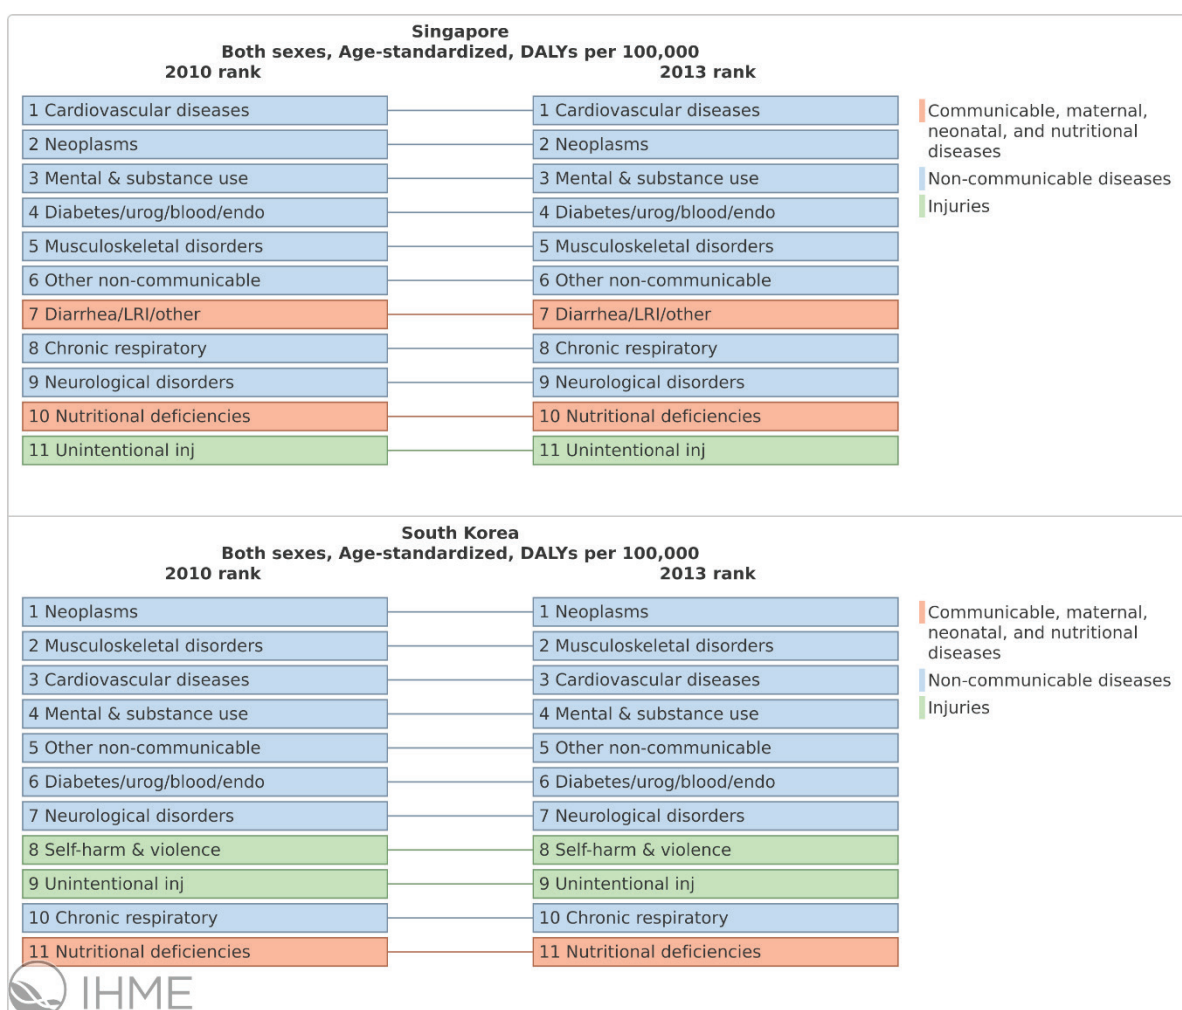 Singapore
Both sexes, Age-standardized, DALYs per 100,000
2010 rank 2013 rank
1 Cardiovascular diseases 1 Cardiovascular diseases
2 Neoplasms 2 Neoplasms
3 Mental & substance use 3 Mental & substance use
4 Diabetes/urog/blood/endo 4 Diabetes/urog/blood/endo
5 Musculoskeletal disorders 5 Musculoskeletal disorders
6 Other non-communicable 6 Other non-communicable
7 Diarrhea/LRI/other 7 Diarrhea/LRI/other
8 Chronic respiratory 8 Chronic respiratory
9 Neurological disorders 9 Neurological disorders
10 Nutritional deficiencies 10 Nutritional deficiencies
11 Unintentional inj 11 Unintentional inj
Communicable, maternal,
neonatal, and nutritional
diseases
Non-communicable diseases
Injuries
South Korea
Both sexes, Age-standardized, DALYs per 100,000
2010 rank 2013 rank
1 Neoplasms 1 Neoplasms
2 Musculoskeletal disorders 2 Musculoskeletal disorders
3 Cardiovascular diseases 3 Cardiovascular diseases
4 Mental & substance use 4 Mental & substance use
5 Other non-communicable 5 Other non-communicable
6 Diabetes/urog/blood/endo 6 Diabetes/urog/blood/endo
7 Neurological disorders 7 Neurological disorders
8 Self-harm & violence 8 Self-harm & violence
9 Unintentional inj 9 Unintentional inj
10 Chronic respiratory 10 Chronic respiratory
11 Nutritional deficiencies 11 Nutritional deficiencies
Communicable, maternal,
neonatal, and nutritional
diseases
Non-communicable diseases
Injuries
IHME